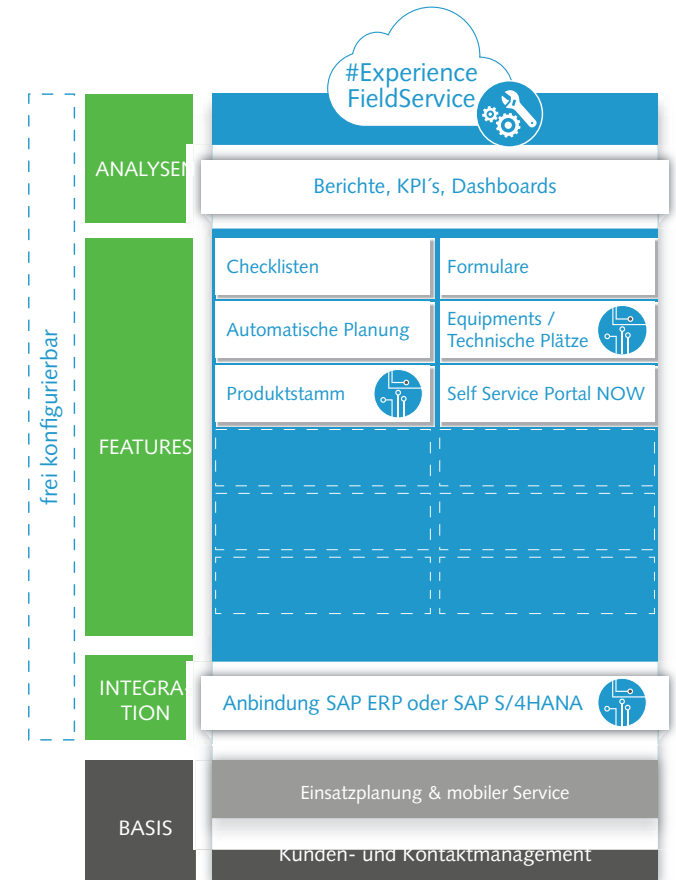 #Experience
FieldService
frei konfigurierbar
ANALYSEN
Berichte, KPI´s, Dashboards
FEATURES
Checklisten
Formulare
Automatische Planung
Equipments /
Technische Plätze
Produktstamm
Self Service Portal NOW
INTEGRA-
TION
Anbindung SAP ERP oder SAP S/4HANA
BASIS
Einsatzplanung & mobiler Service
Kunden- und Kontaktmanagement